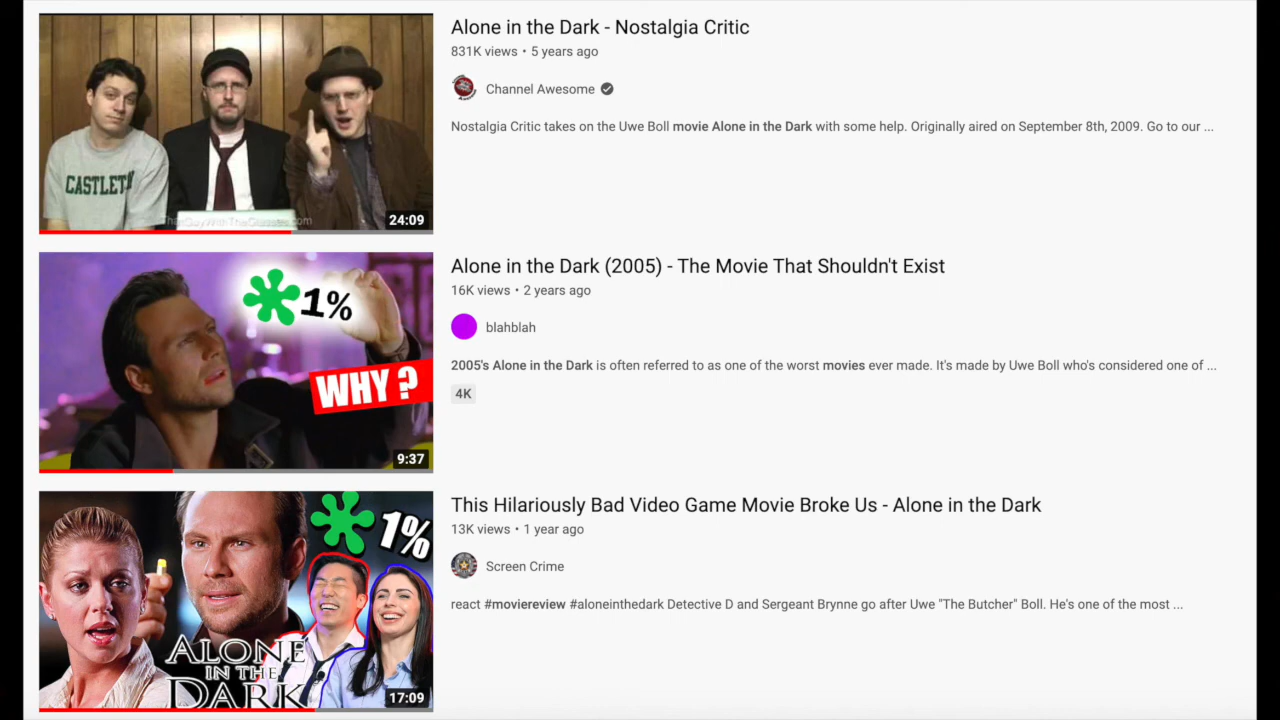 Alone in the Dark - Nostalgia Critic
831K views • 5 years ago
Channel Awesome
Nostalgia Critic takes on the Uwe Boll movie Alone in the Dark with some help. Originally aired on September 8th, 2009. Go to our ...
CASTLET
ThatGuyWithTheGlasses.com
24:09
Alone in the Dark (2005) - The Movie That Shouldn't Exist
16K views • 2 years ago
blahblah
2005's Alone in the Dark is often referred to as one of the worst movies ever made. It's made by Uwe Boll who's considered one of ...
4K
1%
WHY ?
9:37
This Hilariously Bad Video Game Movie Broke Us - Alone in the Dark
13K views • 1 year ago
Screen Crime
react #moviereview #aloneinthedark Detective D and Sergeant Brynne go after Uwe "The Butcher" Boll. He's one of the most ...
1%
ALONE
IN THE
DARK
17:09